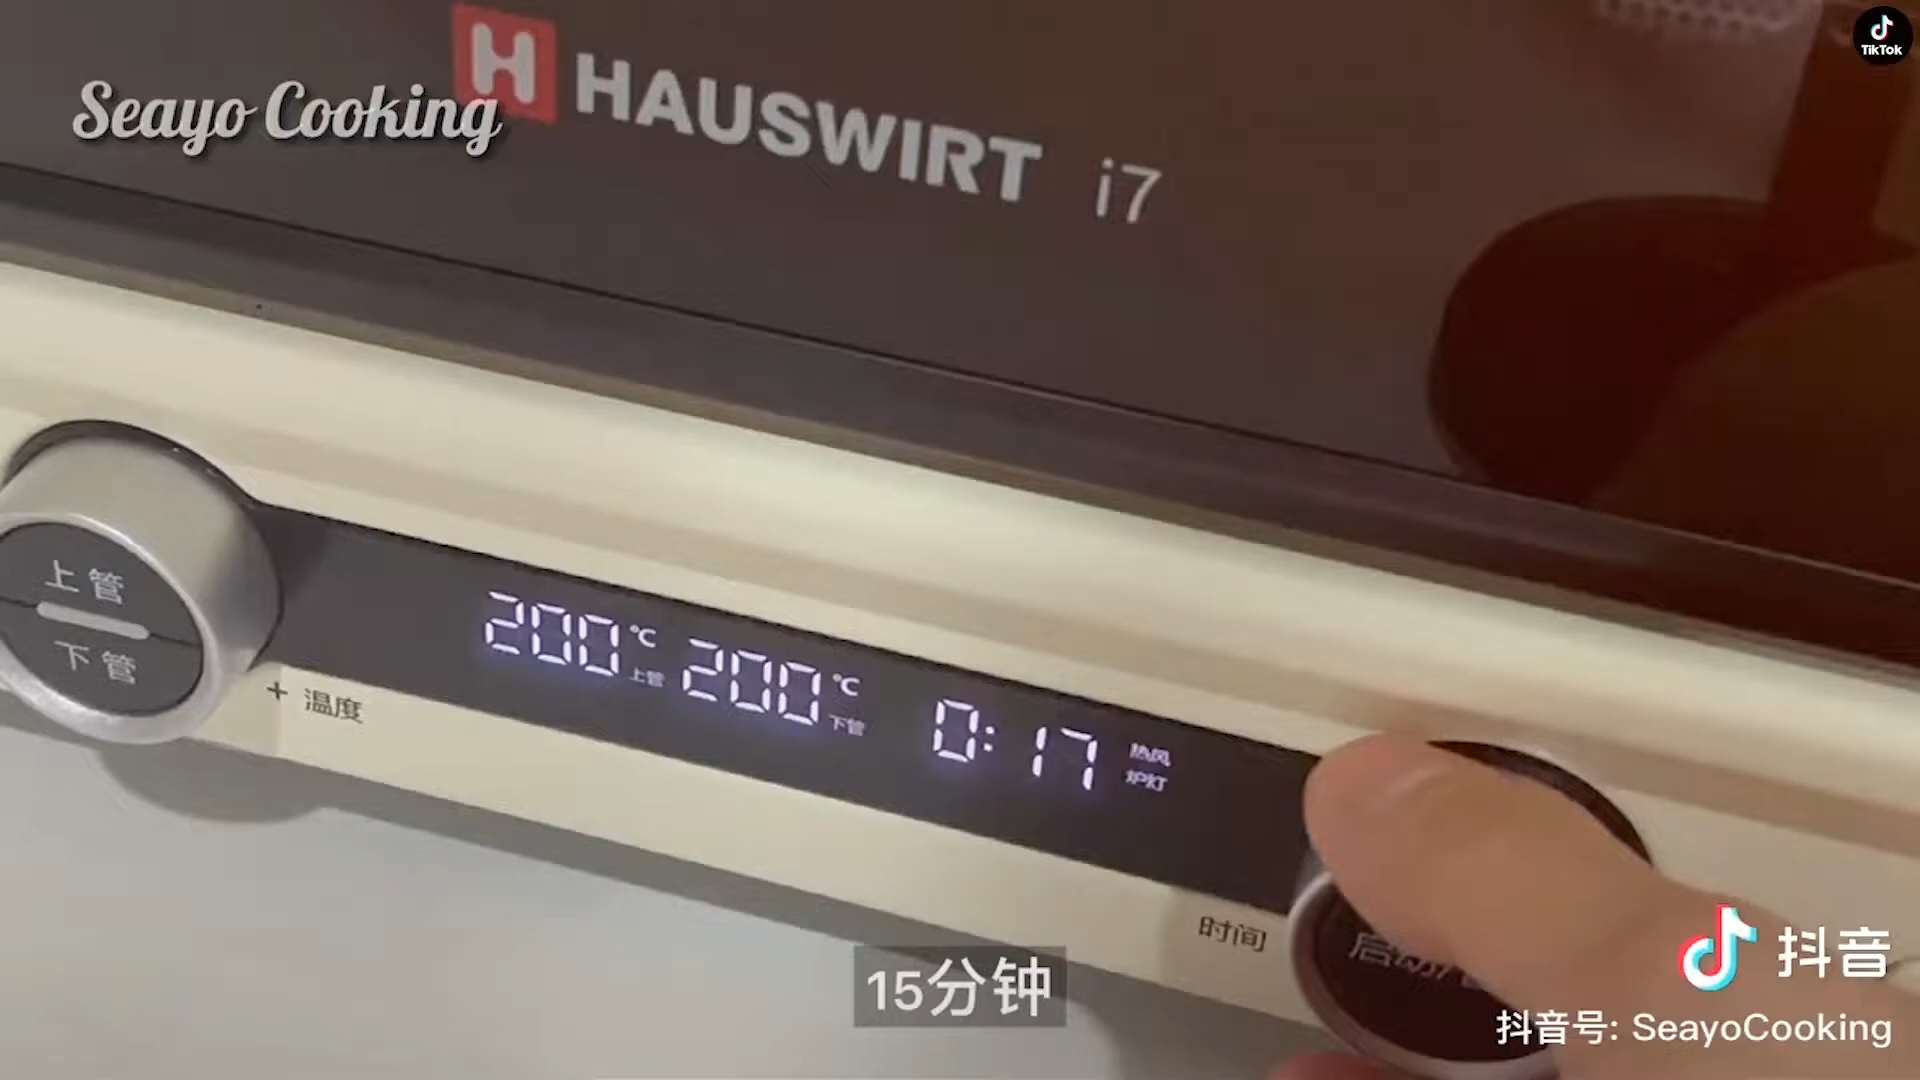 TikTok
H HAUSWIRT i7
Seayo Cooking
上管
下管
+ 温度
200℃ 上管
200℃ 下管
0:17
热风
炉灯
时间
15分钟
抖音
抖音号: SeayoCooking